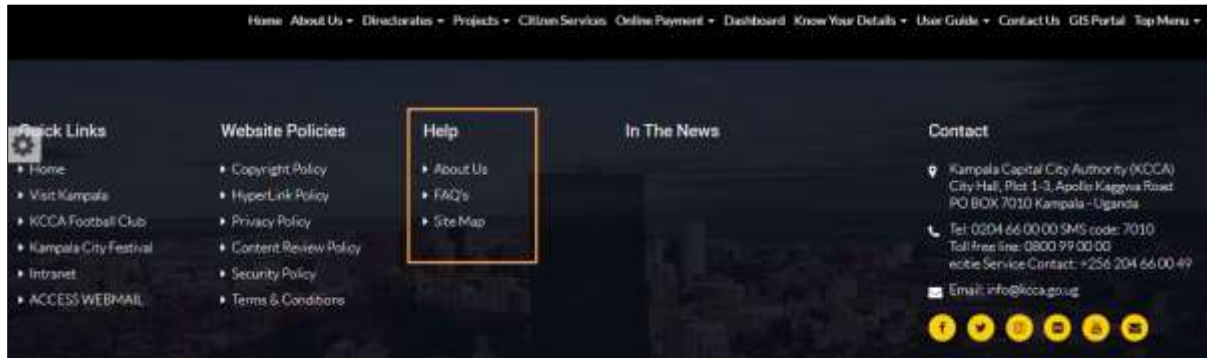 Home About Us Directorates Projects Citizen Services Online Payment Dashboard Know Your Details User Guide Contact Us GIS Portal Top Menu
Quick Links
Home
Visit Kampala
KCCA Football Club
Kampala City Festival
Intranet
ACCESS WEBMAIL
Website Policies
Copyright Policy
HyperLink Policy
Privacy Policy
Content Review Policy
Security Policy
Terms & Conditions
Help
About Us
FAQ's
Site Map
In The News
Contact
Kampala Capital City Authority (KCCA)
City Hall, Plot 1-3, Apollo Kaggwa Road
PO BOX 7010 Kampala - Uganda
Tel: 0204 66 00 00 SMS code: 7010
Toll free line: 0800 99 00 00
ecitie Service Contact: +256 204 66 00 49
Email: info@kcca.go.ug